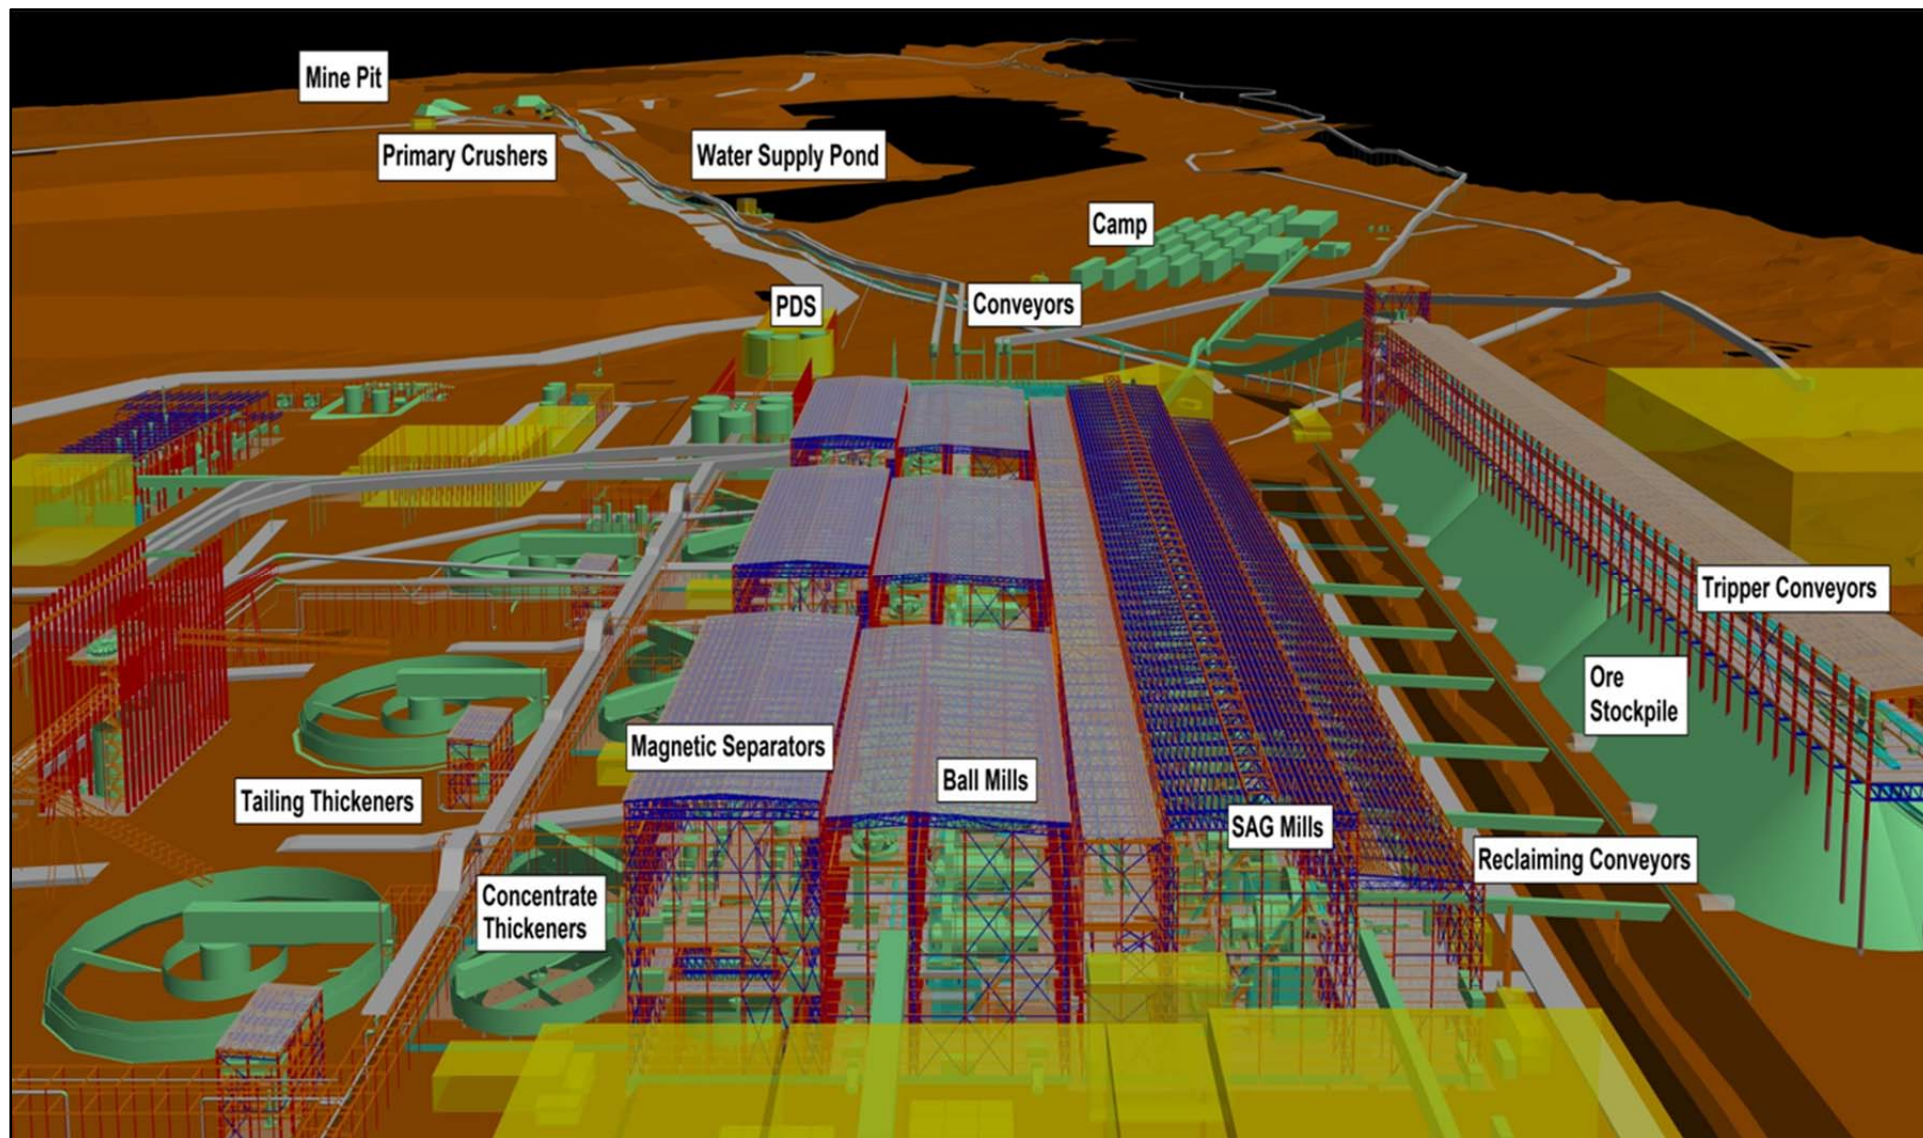 Mine Pit
Primary Crushers
Water Supply Pond
Camp
PDS
Conveyors
Tripper Conveyors
Ore
Stockpile
Magnetic Separators
Ball Mills
Tailing Thickeners
SAG Mills
Reclaiming Conveyors
Concentrate
Thickeners